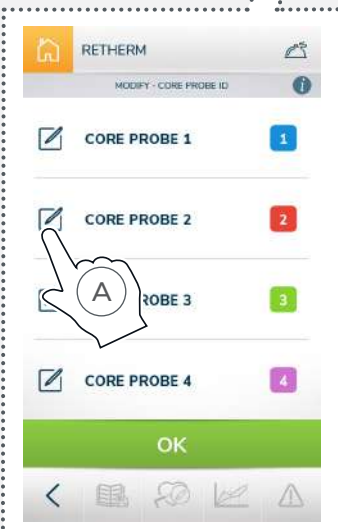 RETHERM
MODIFY - CORE PROBE ID
i
CORE PROBE 1
1
CORE PROBE 2
2
A
ROBE 3
3
CORE PROBE 4
4
OK